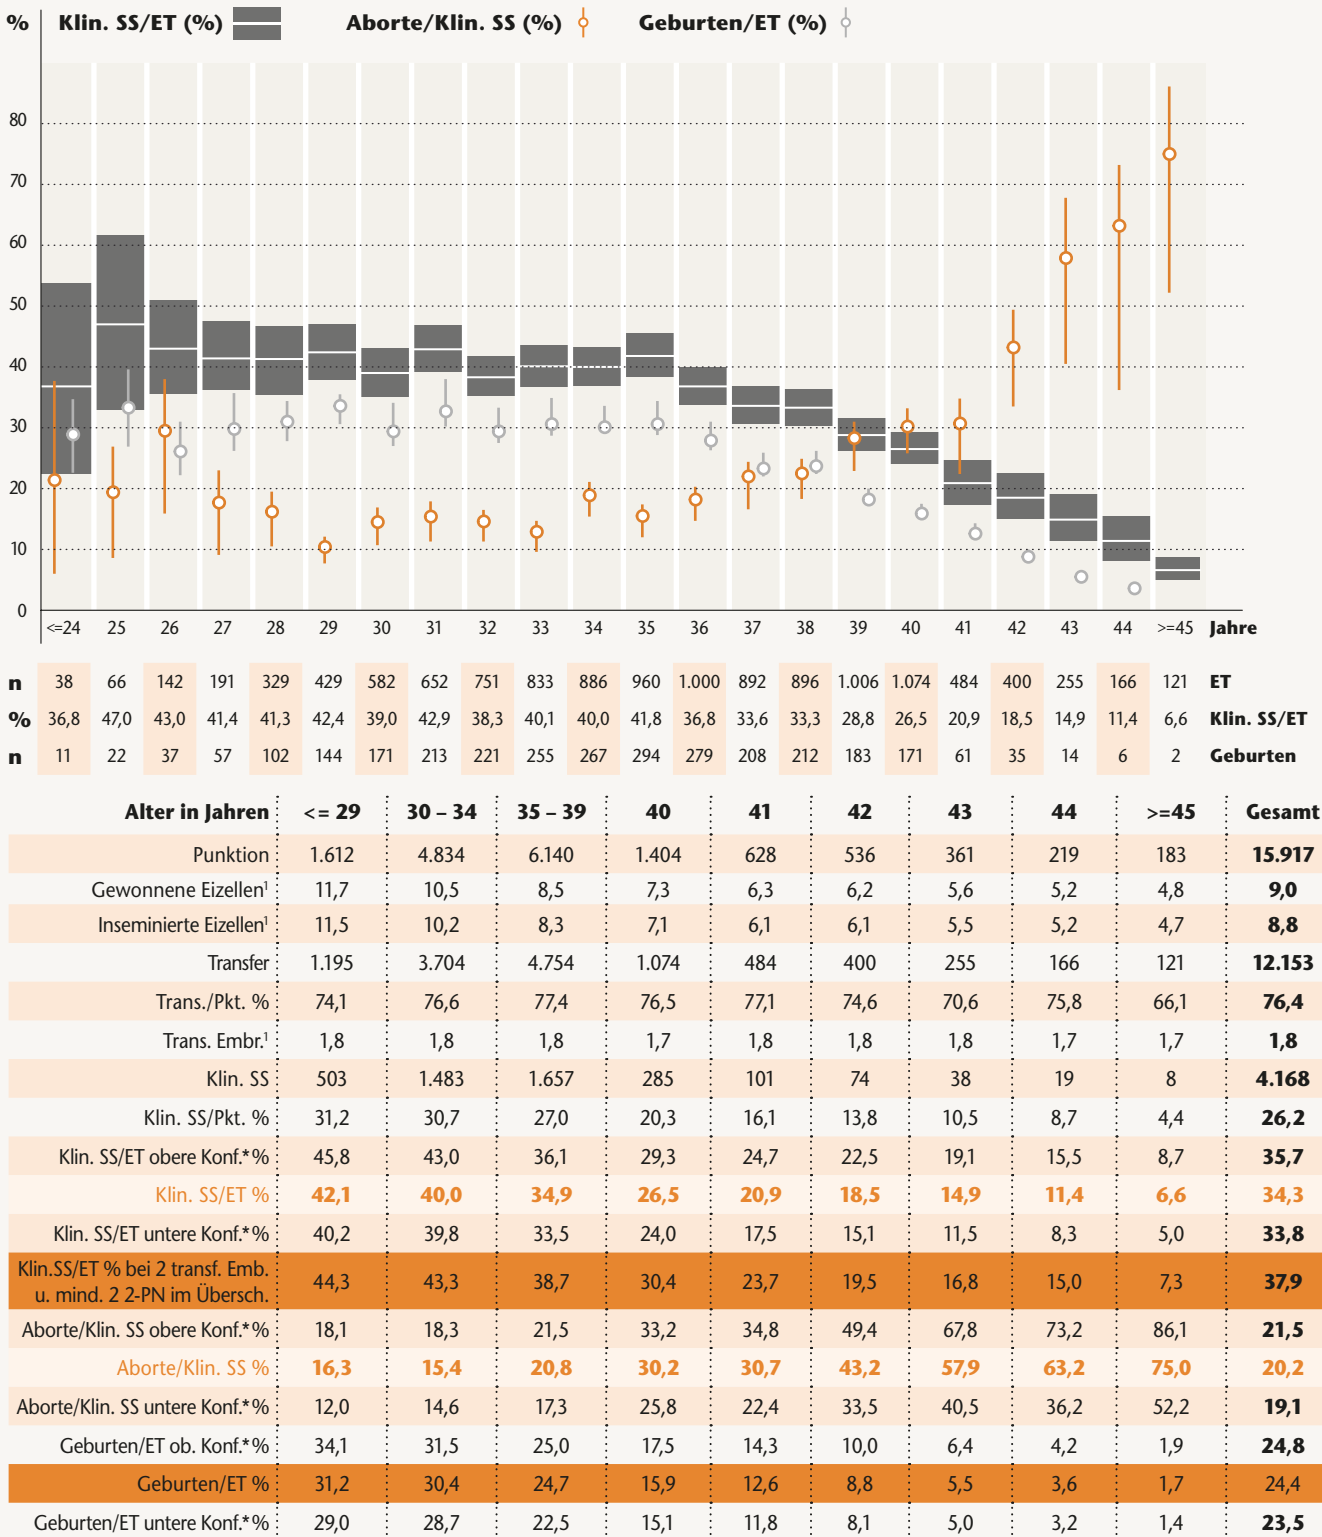 % Klin. SS/ET (%) Aborte/Klin. SS (%) Geburten/ET (%)
80
70
60
50
40
30
20
10
0
<=24 25 26 27 28 29 30 31 32 33 34 35 36 37 38 39 40 41 42 43 44 >=45 Jahre
n 38 66 142 191 329 429 582 652 751 833 886 960 1.000 892 896 1.006 1.074 484 400 255 166 121 ET
% 36,8 47,0 43,0 41,4 41,3 42,4 39,0 42,9 38,3 40,1 40,0 41,8 36,8 33,6 33,3 28,8 26,5 20,9 18,5 14,9 11,4 6,6 Klin. SS/ET
n 11 22 37 57 102 144 171 213 221 255 267 294 279 208 212 183 171 61 35 14 6 2 Geburten
Alter in Jahren <= 29 30 – 34 35 – 39 40 41 42 43 44 >=45 Gesamt
Punktion 1.612 4.834 6.140 1.404 628 536 361 219 183 15.917
Gewonnene Eizellen¹ 11,7 10,5 8,5 7,3 6,3 6,2 5,6 5,2 4,8 9,0
Inseminierte Eizellen¹ 11,5 10,2 8,3 7,1 6,1 6,1 5,5 5,2 4,7 8,8
Transfer 1.195 3.704 4.754 1.074 484 400 255 166 121 12.153
Trans./Pkt. % 74,1 76,6 77,4 76,5 77,1 74,6 70,6 75,8 66,1 76,4
Trans. Embr.¹ 1,8 1,8 1,8 1,7 1,8 1,8 1,8 1,7 1,7 1,8
Klin. SS 503 1.483 1.657 285 101 74 38 19 8 4.168
Klin. SS/Pkt. % 31,2 30,7 27,0 20,3 16,1 13,8 10,5 8,7 4,4 26,2
Klin. SS/ET obere Konf.*% 45,8 43,0 36,1 29,3 24,7 22,5 19,1 15,5 8,7 35,7
Klin. SS/ET % 42,1 40,0 34,9 26,5 20,9 18,5 14,9 11,4 6,6 34,3
Klin. SS/ET untere Konf.*% 40,2 39,8 33,5 24,0 17,5 15,1 11,5 8,3 5,0 33,8
Klin.SS/ET % bei 2 transf. Emb.
u. mind. 2 2-PN im Übersch. 44,3 43,3 38,7 30,4 23,7 19,5 16,8 15,0 7,3 37,9
Aborte/Klin. SS obere Konf.*% 18,1 18,3 21,5 33,2 34,8 49,4 67,8 73,2 86,1 21,5
Aborte/Klin. SS % 16,3 15,4 20,8 30,2 30,7 43,2 57,9 63,2 75,0 20,2
Aborte/Klin. SS untere Konf.*% 12,0 14,6 17,3 25,8 22,4 33,5 40,5 36,2 52,2 19,1
Geburten/ET ob. Konf.*% 34,1 31,5 25,0 17,5 14,3 10,0 6,4 4,2 1,9 24,8
Geburten/ET % 31,2 30,4 24,7 15,9 12,6 8,8 5,5 3,6 1,7 24,4
Geburten/ET untere Konf.*% 29,0 28,7 22,5 15,1 11,8 8,1 5,0 3,2 1,4 23,5